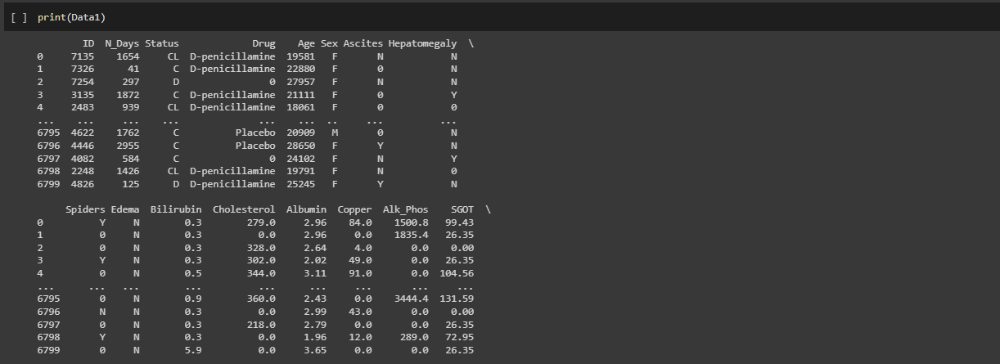 [ ] print(Data1)
ID N_Days Status Drug Age Sex Ascites Hepatomegaly \
0 7135 1654 CL D-penicillamine 19581 F N N
1 7326 41 C D-penicillamine 22880 F 0 N
2 7254 297 D 0 27957 F N N
3 3135 1872 C D-penicillamine 21111 F 0 Y
4 2483 939 CL D-penicillamine 18061 F 0 0
... ... ... ... ... ... .. ... ...
6795 4622 1762 C Placebo 20909 M 0 N
6796 4446 2955 C Placebo 28650 F Y N
6797 4082 584 C 0 24102 F N Y
6798 2248 1426 CL D-penicillamine 19791 F N 0
6799 4826 125 D D-penicillamine 25245 F Y N
Spiders Edema Bilirubin Cholesterol Albumin Copper Alk_Phos SGOT \
0 Y N 0.3 279.0 2.96 84.0 1500.8 99.43
1 0 N 0.3 0.0 2.96 0.0 1835.4 26.35
2 0 N 0.3 328.0 2.64 4.0 0.0 0.00
3 Y N 0.3 302.0 2.02 49.0 0.0 26.35
4 0 N 0.5 344.0 3.11 91.0 0.0 104.56
... ... ... ... ... ... ... ... ...
6795 0 N 0.9 360.0 2.43 0.0 3444.4 131.59
6796 N N 0.3 0.0 2.99 43.0 0.0 0.00
6797 0 N 0.3 218.0 2.79 0.0 0.0 26.35
6798 Y N 0.3 0.0 1.96 12.0 289.0 72.95
6799 0 N 5.9 0.0 3.65 0.0 0.0 26.35